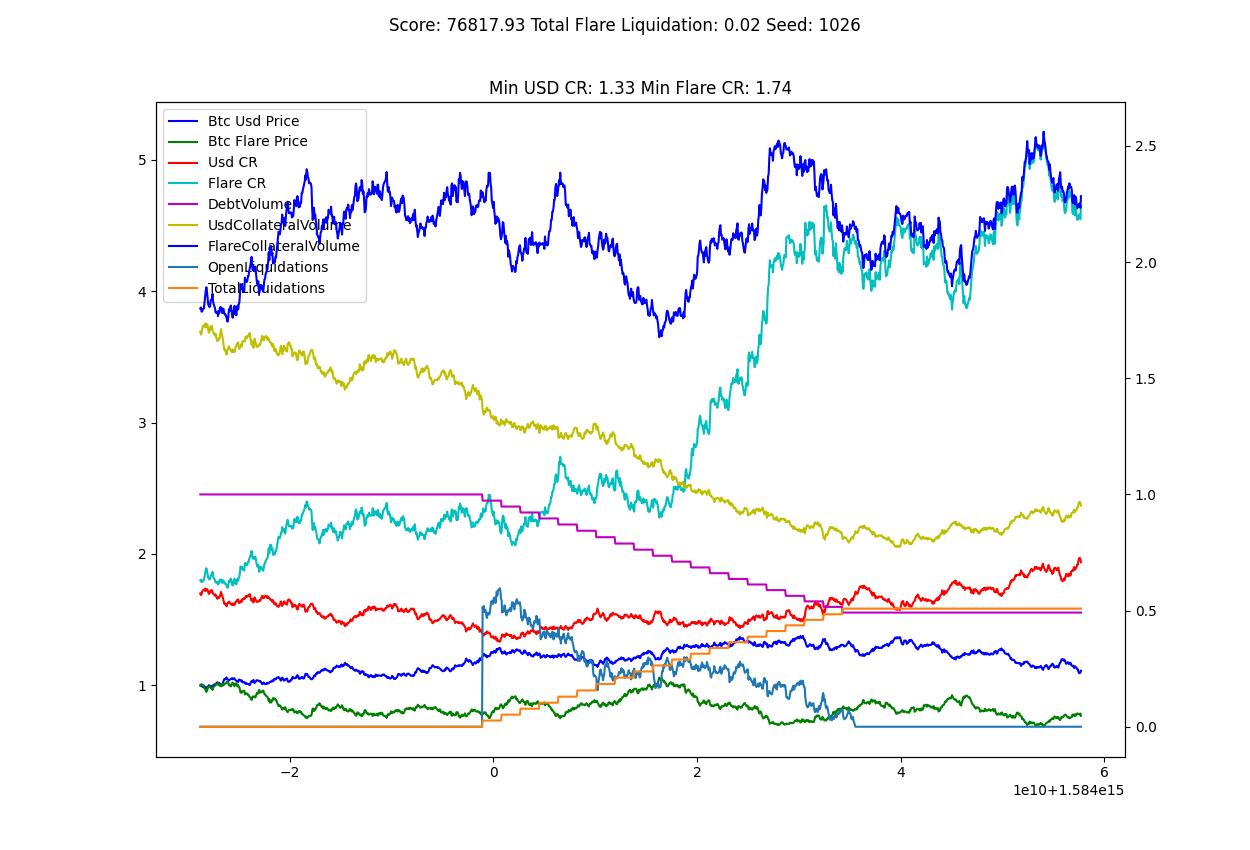 Score: 76817.93 Total Flare Liquidation: 0.02 Seed: 1026
Min USD CR: 1.33 Min Flare CR: 1.74
Btc Usd Price
Btc Flare Price
Usd CR
Flare CR
DebtVolume
UsdCollateralVolume
FlareCollateralVolume
OpenLiquidations
TotalLiquidations
5
4
3
2
1
2.5
2.0
1.5
1.0
0.5
0.0
−2
0
2
4
6
1e10+1.584e15